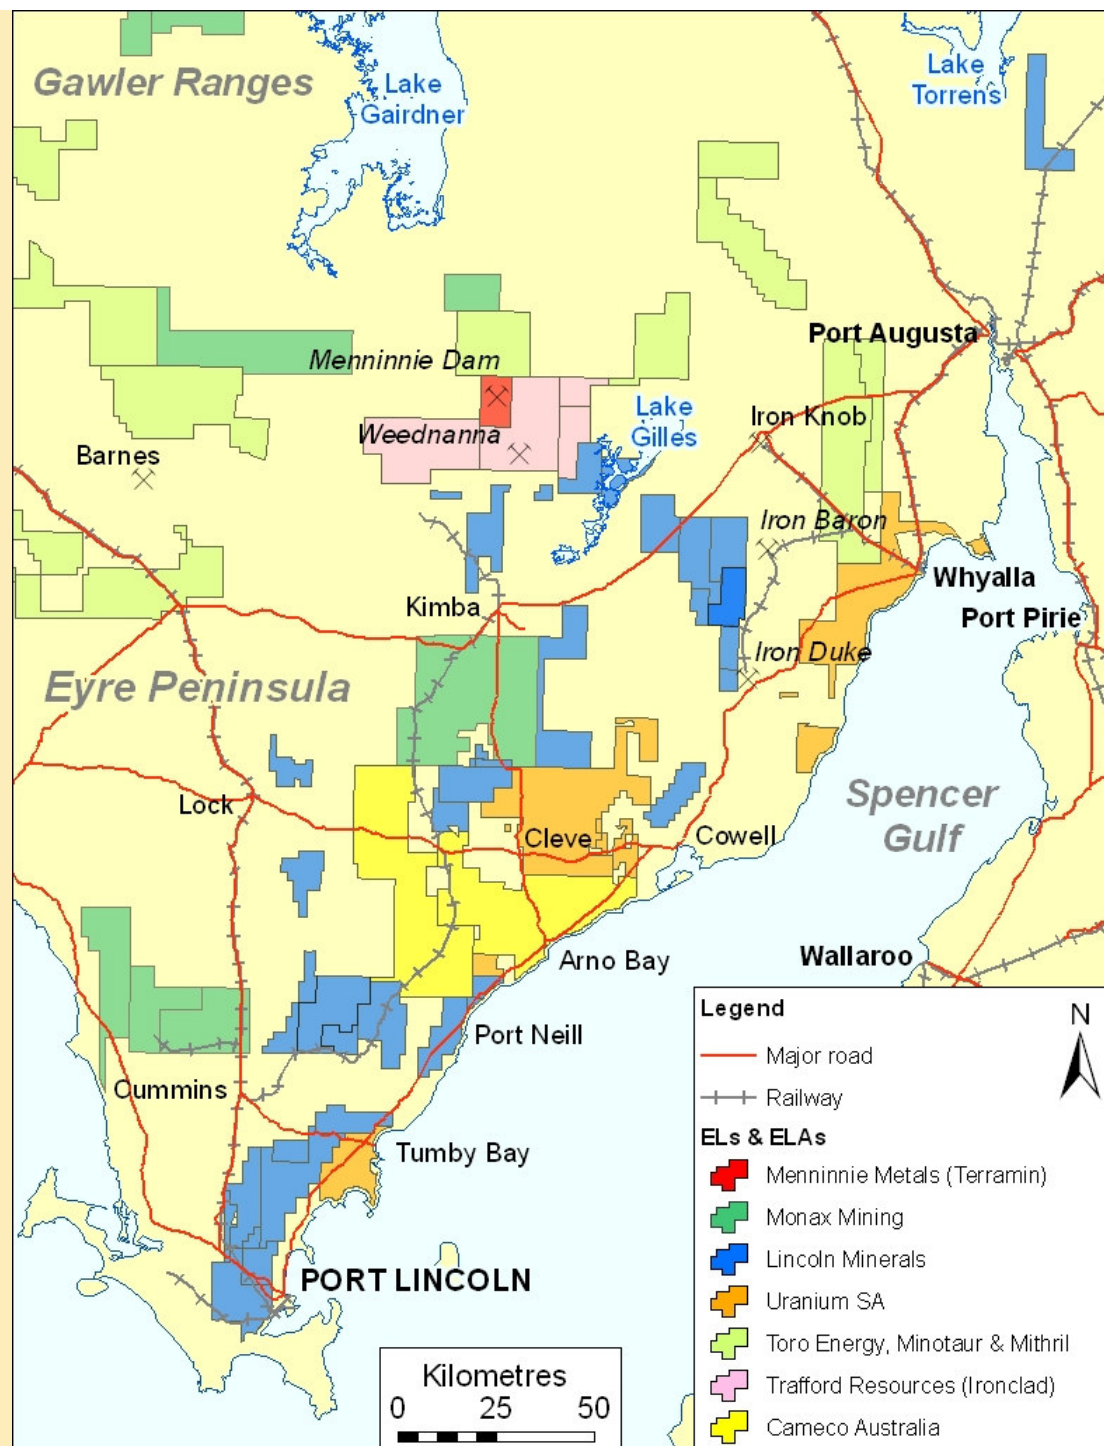 Gawler Ranges
Lake
Gairdner
Lake
Torrens
Port Augusta
Menninnie Dam
Lake
Gilles
Iron Knob
Weednanna
Barnes
Iron Baron
Whyalla
Kimba
Port Pirie
Iron Duke
Eyre Peninsula
Spencer
Gulf
Lock
Cleve
Cowell
Arno Bay
Wallaroo
Port Neill
Cummins
Tumby Bay
PORT LINCOLN
Legend
N
Major road
Railway
ELs & ELAs
Menninnie Metals (Terramin)
Monax Mining
Lincoln Minerals
Uranium SA
Toro Energy, Minotaur & Mithril
Trafford Resources (Ironclad)
Cameco Australia
Kilometres
0 25 50